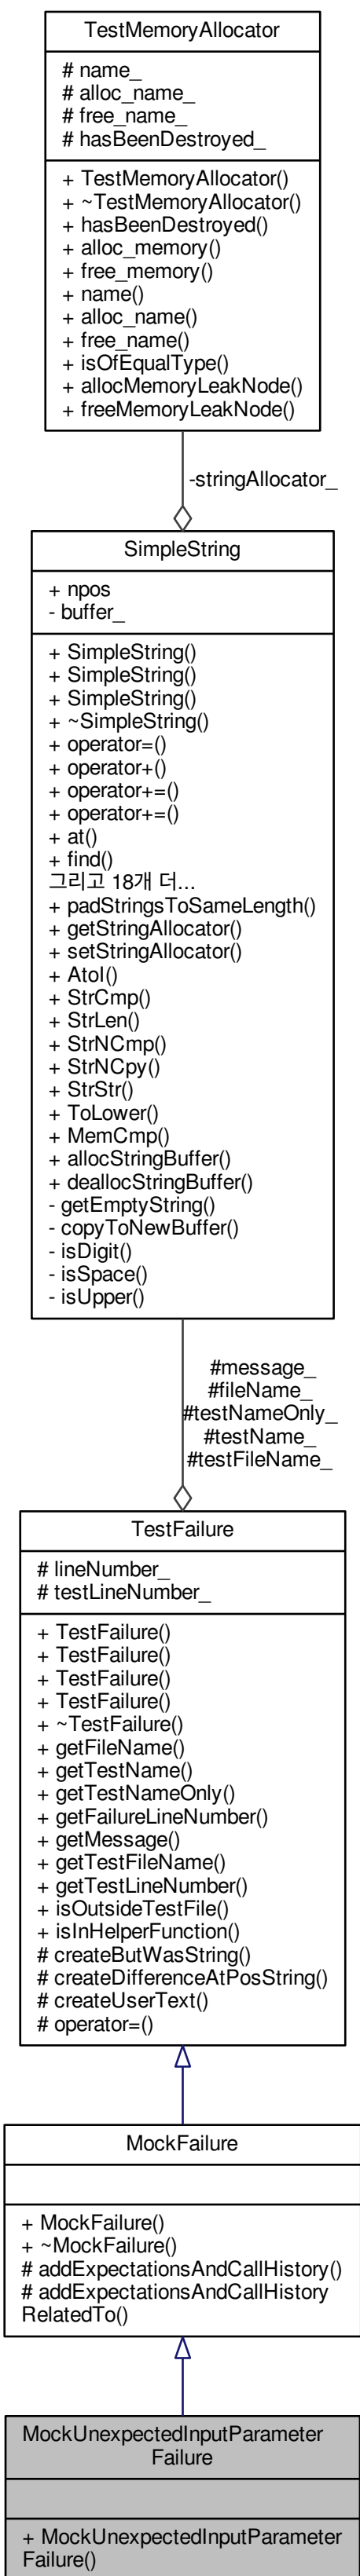 TestMemoryAllocator
# name_
# alloc_name_
# free_name_
# hasBeenDestroyed_
+ TestMemoryAllocator()
+ ~TestMemoryAllocator()
+ hasBeenDestroyed()
+ alloc_memory()
+ free_memory()
+ name()
+ alloc_name()
+ free_name()
+ isOfEqualType()
+ allocMemoryLeakNode()
+ freeMemoryLeakNode()
-stringAllocator_
SimpleString
+ npos
- buffer_
+ SimpleString()
+ SimpleString()
+ SimpleString()
+ ~SimpleString()
+ operator=()
+ operator+()
+ operator+=()
+ operator+=()
+ at()
+ find()
그리고 18개 더...
+ padStringsToSameLength()
+ getStringAllocator()
+ setStringAllocator()
+ AtoI()
+ StrCmp()
+ StrLen()
+ StrNCmp()
+ StrNCpy()
+ StrStr()
+ ToLower()
+ MemCmp()
+ allocStringBuffer()
+ deallocStringBuffer()
- getEmptyString()
- copyToNewBuffer()
- isDigit()
- isSpace()
- isUpper()
#message_
#fileName_
#testNameOnly_
#testName_
#testFileName_
TestFailure
# lineNumber_
# testLineNumber_
+ TestFailure()
+ TestFailure()
+ TestFailure()
+ TestFailure()
+ ~TestFailure()
+ getFileName()
+ getTestName()
+ getTestNameOnly()
+ getFailureLineNumber()
+ getMessage()
+ getTestFileName()
+ getTestLineNumber()
+ isOutsideTestFile()
+ isInHelperFunction()
# createButWasString()
# createDifferenceAtPosString()
# createUserText()
# operator=()
MockFailure
+ MockFailure()
+ ~MockFailure()
# addExpectationsAndCallHistory()
# addExpectationsAndCallHistory
RelatedTo()
MockUnexpectedInputParameter
Failure
+ MockUnexpectedInputParameter
Failure()